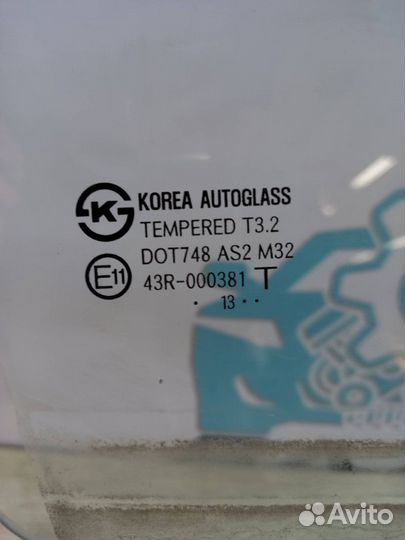 K KOREA AUTOGLASS
TEMPERED T3.2
DOT748 AS2 M32
E11 43R-000381 T
. 13 . .
Avito